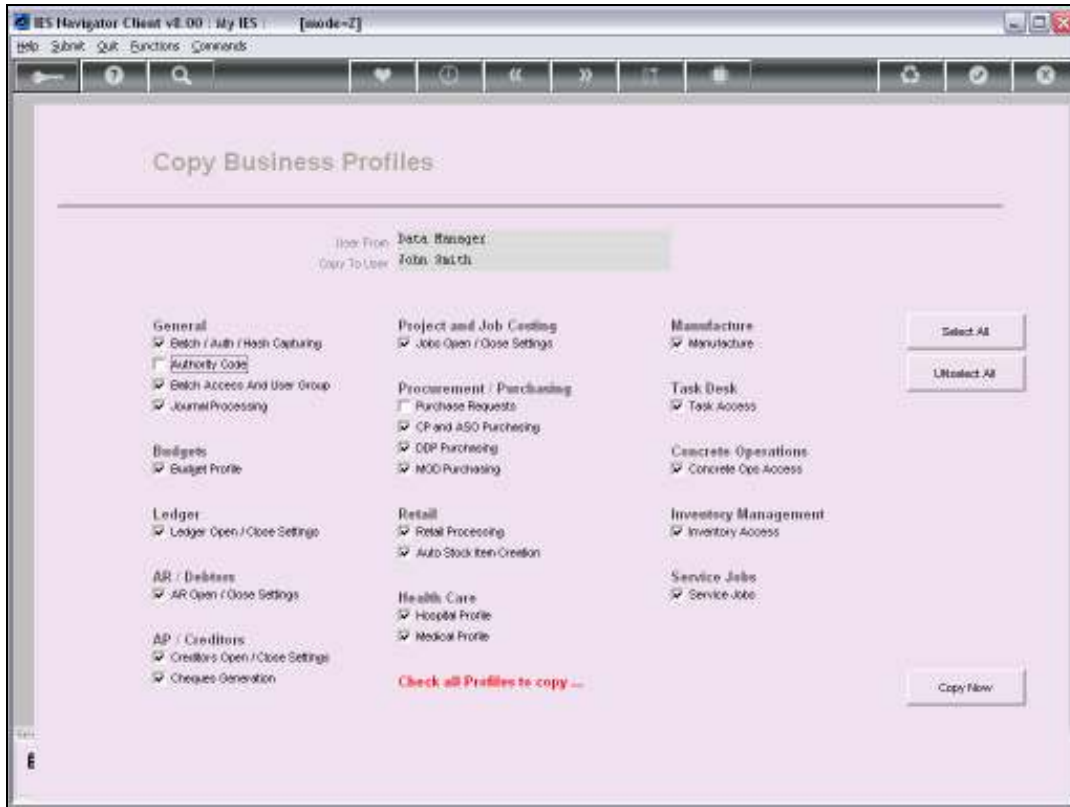 IES Navigator Client v8.00 : My IES : [mode=Z]
Help Submit Quit Functions Commands
Copy Business Profiles
User From Data Manager
Copy To User John Smith
General
Batch / Auth / Hash Capturing
Authority Code
Batch Access And User Group
Journal Processing
Budgets
Budget Profile
Ledger
Ledger Open / Close Settings
AR / Debtors
AR Open / Close Settings
AP / Creditors
Creditors Open / Close Settings
Cheques Generation
Project and Job Costing
Jobs Open / Close Settings
Procurement / Purchasing
Purchase Requests
CP and ASO Purchasing
DDP Purchasing
MOD Purchasing
Retail
Retail Processing
Auto Stock Item Creation
Health Care
Hospital Profile
Medical Profile
Check all Profiles to copy ...
Manufacture
Manufacture
Task Desk
Task Access
Concrete Operations
Concrete Ops Access
Inventory Management
Inventory Access
Service Jobs
Service Jobs
Select All
UNselect All
Copy Now